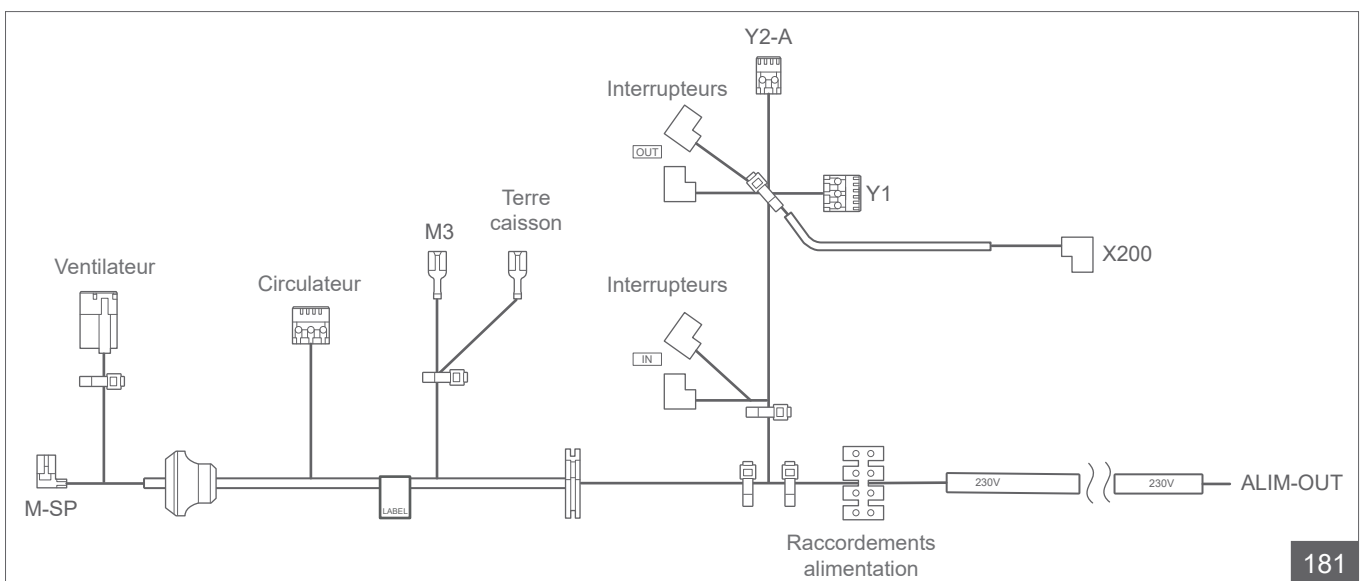 Y2-A
Interrupteurs
OUT
Y1
Terre
caisson
M3
X200
Ventilateur
Circulateur
Interrupteurs
IN
M-SP
LABEL
230V
230V
ALIM-OUT
Raccordements
alimentation
181